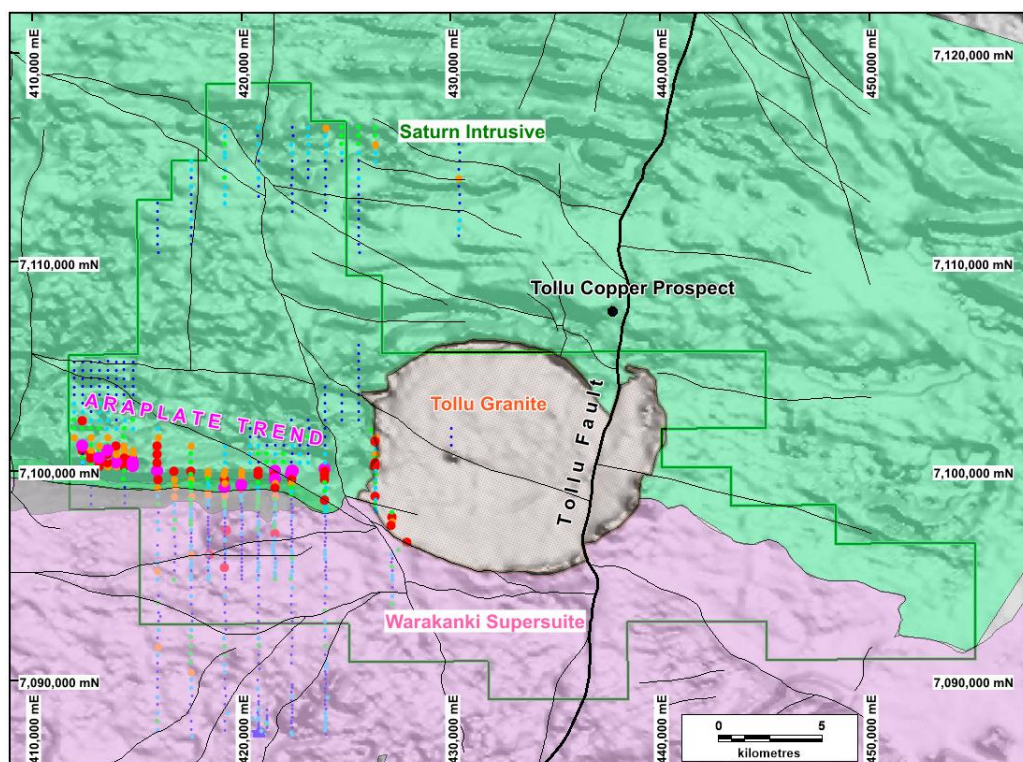 410,000 mE
420,000 mE
430,000 mE
440,000 mE
450,000 mE
7,120,000 mN
Saturn Intrusive
7,110,000 mN
7,110,000 mN
Tollu Copper Prospect
ARAPLATE TREND
Tollu Granite
Tollu Fault
7,100,000 mN
7,100,000 mN
Warakanki Supersuite
7,090,000 mN
7,090,000 mN
410,000 mE
420,000 mE
430,000 mE
440,000 mE
450,000 mE
0 5
kilometres